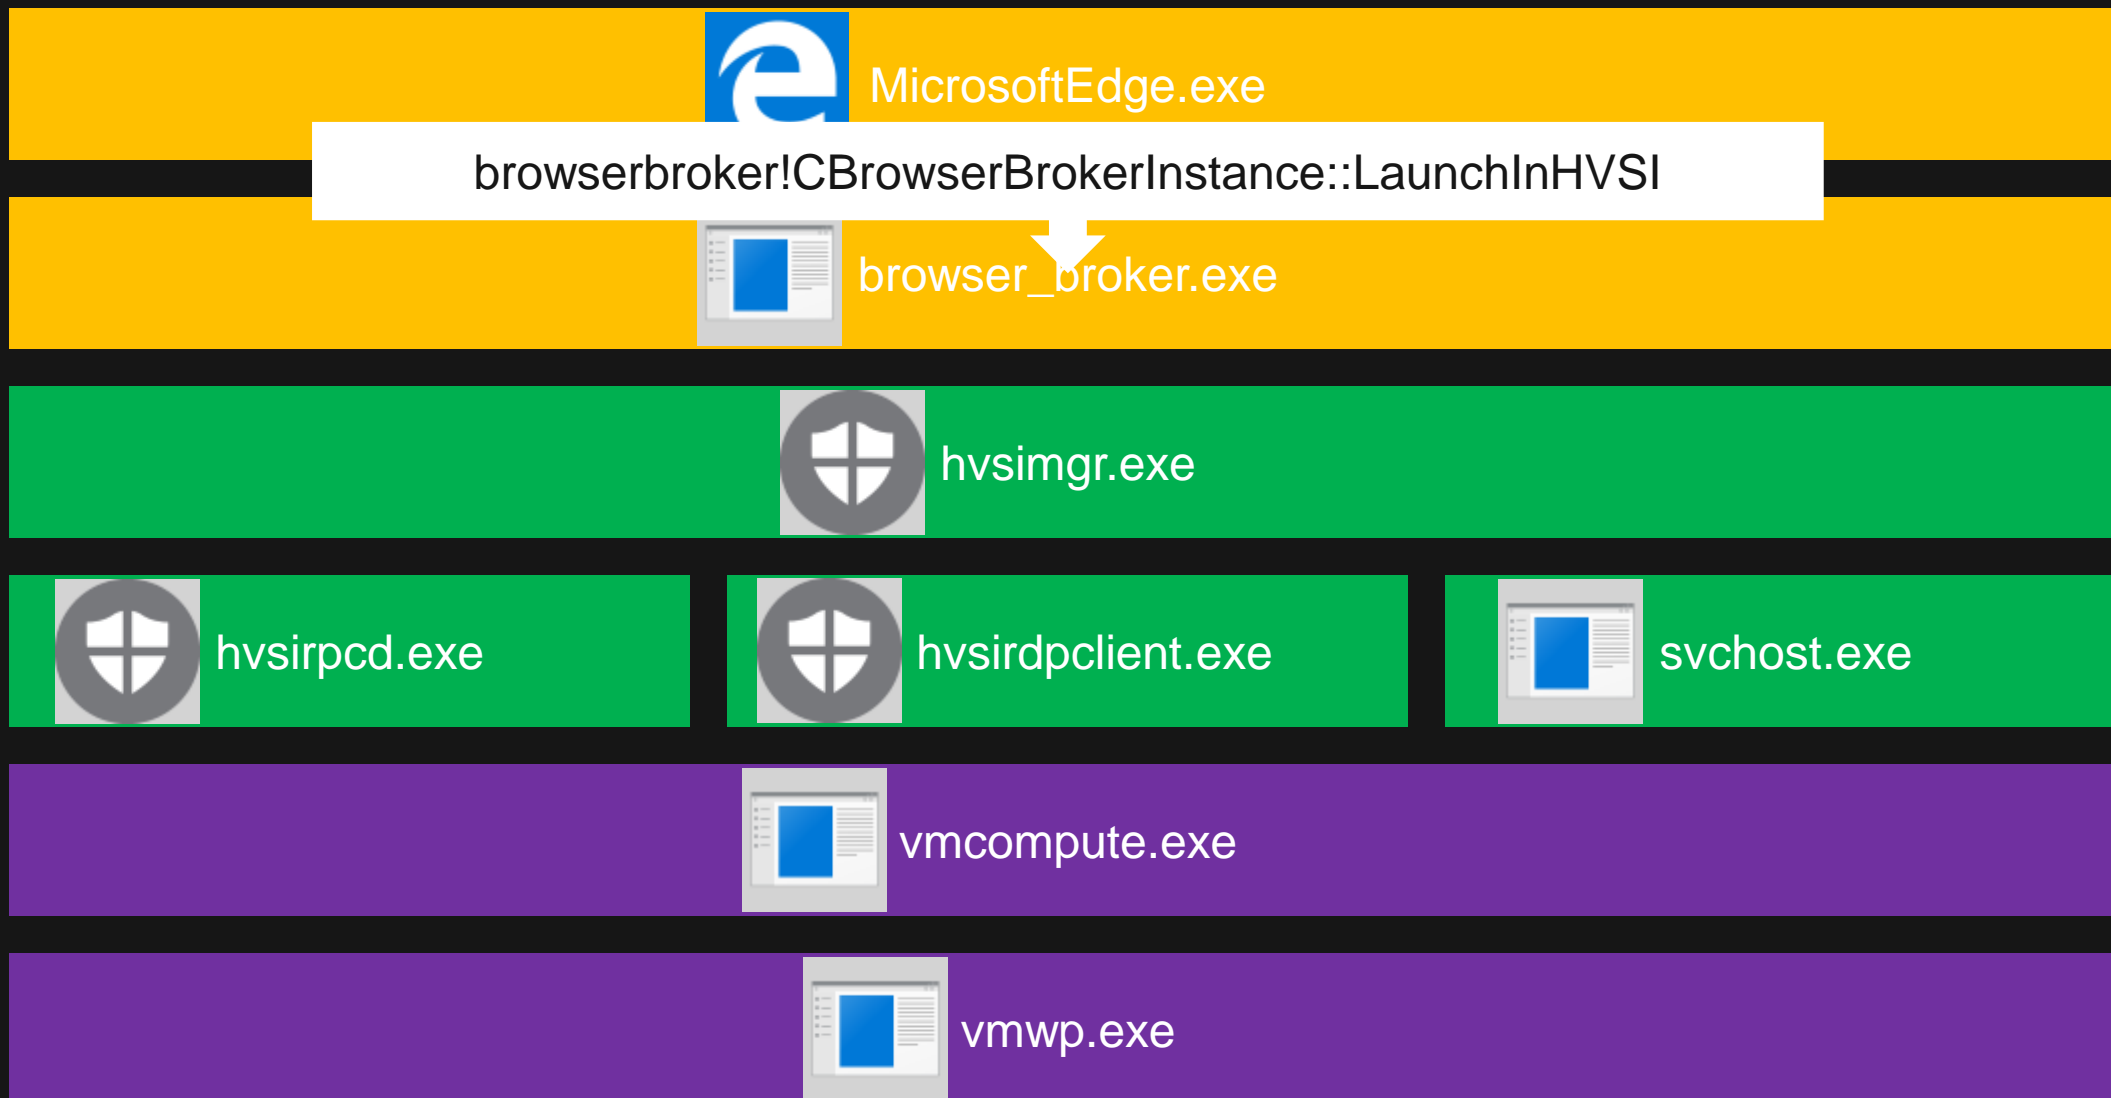 MicrosoftEdge.exe
browserbroker!CBrowserBrokerInstance::LaunchInHVSI
browser_broker.exe
hvsimgr.exe
hvsirpcd.exe
hvsirdpclient.exe
svchost.exe
vmcompute.exe
vmwp.exe